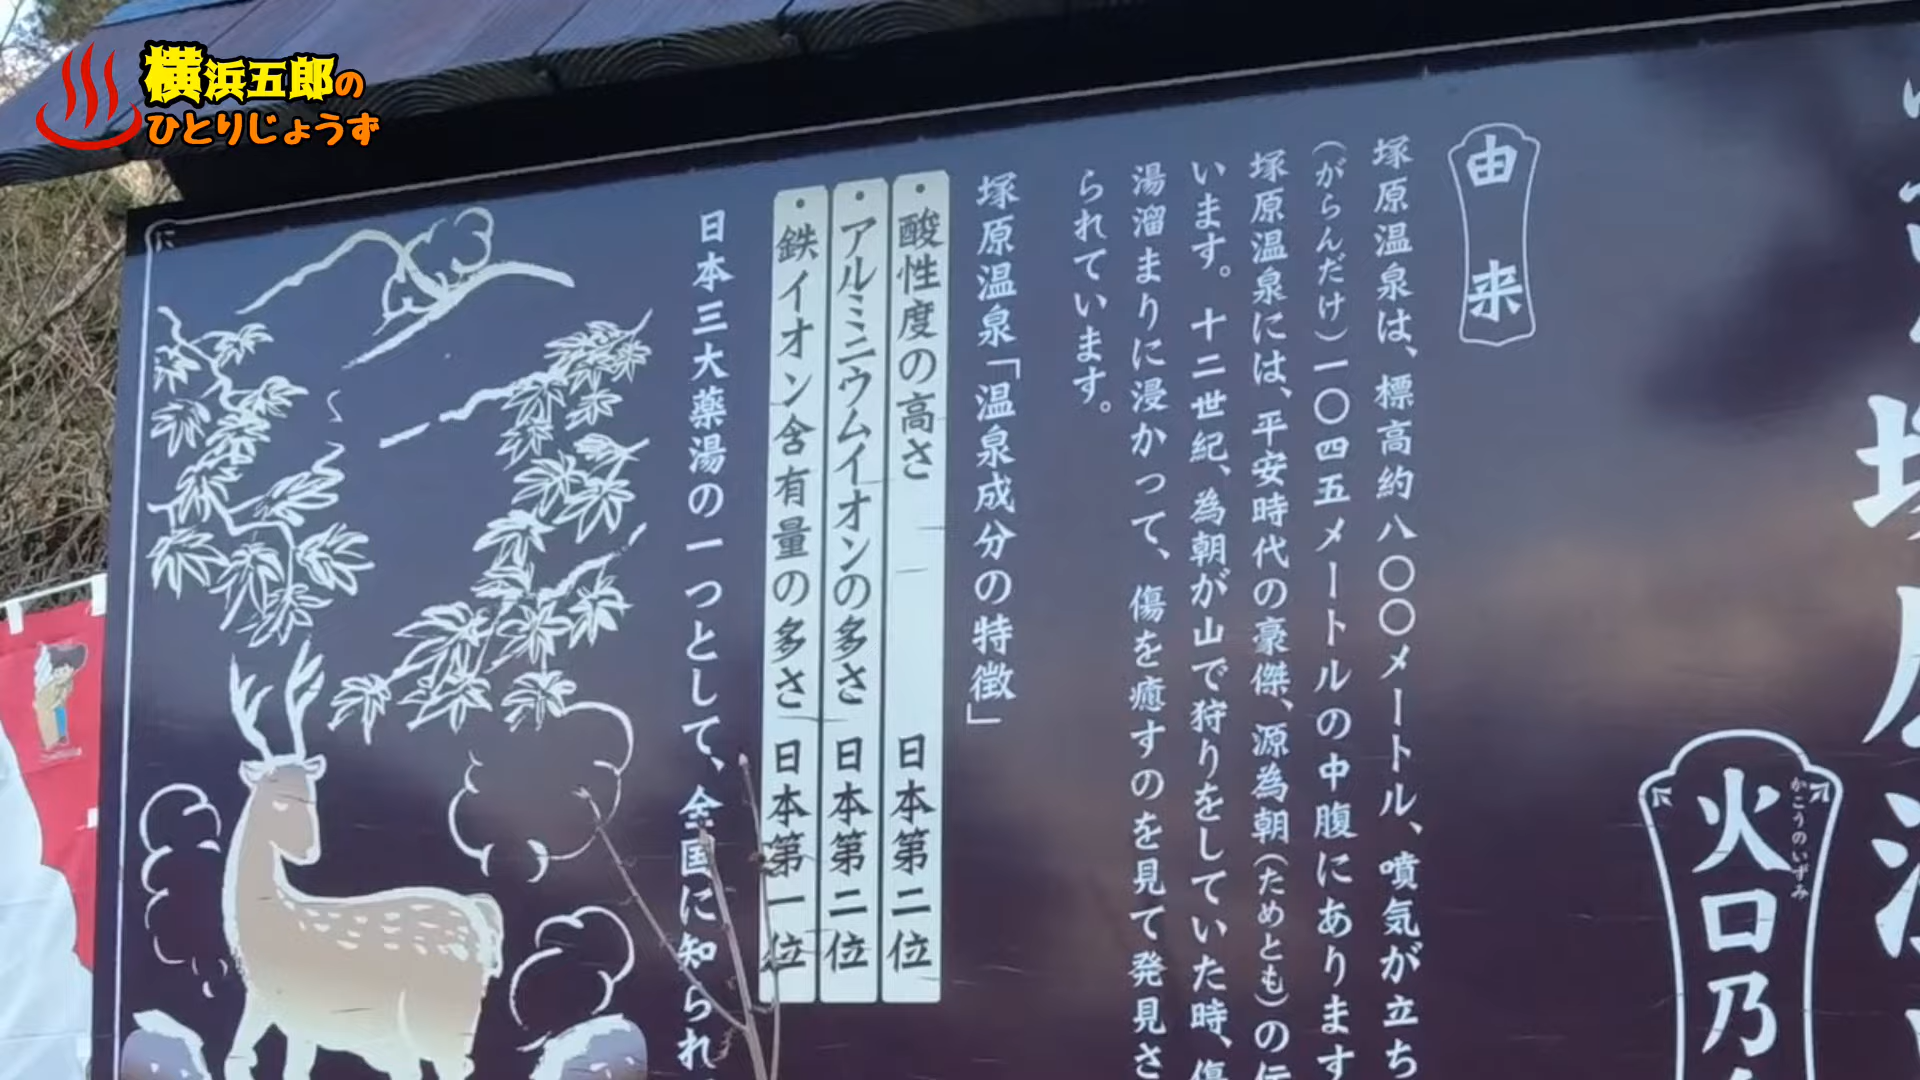 横浜五郎の
ひとりじょうず
火口乃
かこうのいずみ
由来
塚原温泉は、標高約八〇〇メートル、噴気が立ち
(がらんだけ)一〇四五メートルの中腹にあります
塚原温泉には、平安時代の豪傑、源為朝(ためとも)の伝
います。十二世紀、為朝が山で狩りをしていた時、傷
湯溜まりに浸かって、傷を癒すのを見て発見さ
られています。
塚原温泉「温泉成分の特徴」
酸性度の高さ 日本第二位
アルミニウムイオンの多さ 日本第二位
鉄イオン含有量の多さ 日本第一位
日本三大薬湯の一つとして、全国に知られ